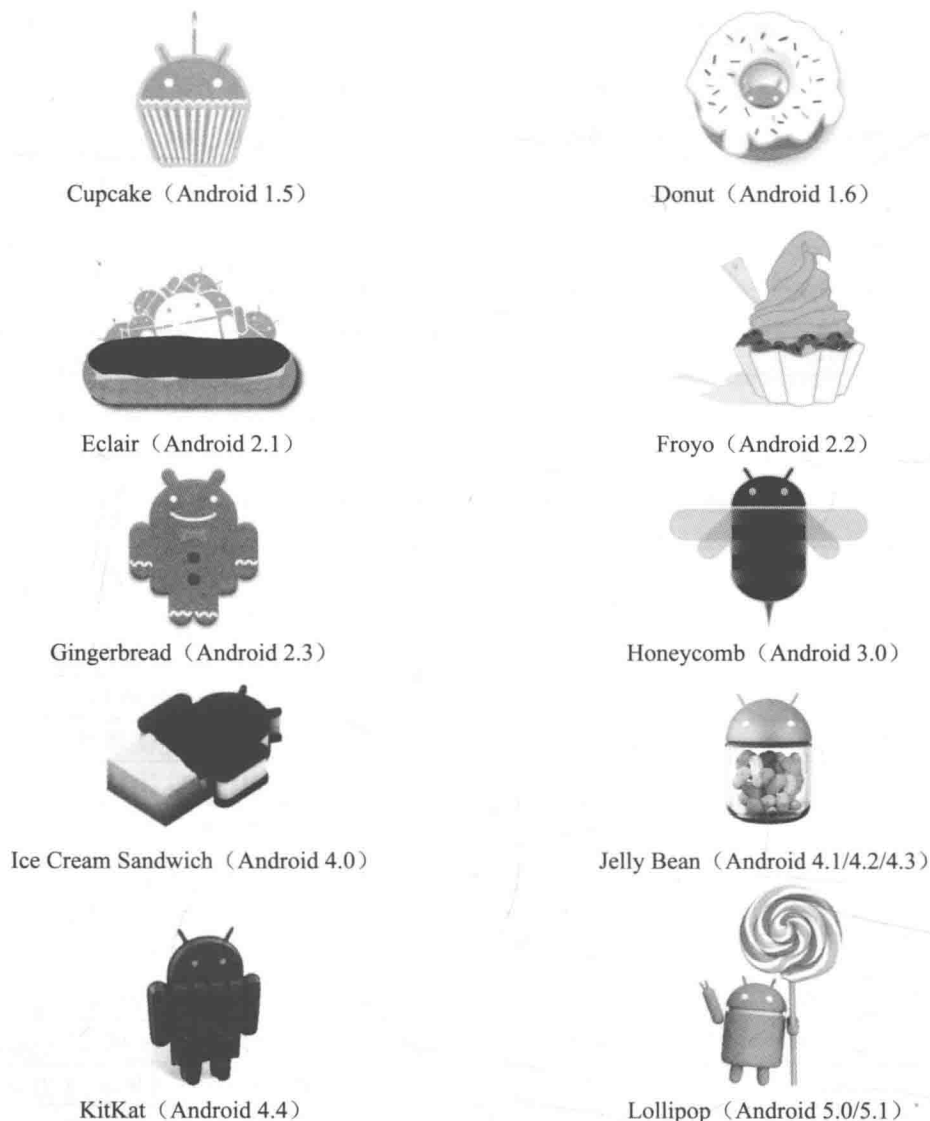 Cupcake（Android 1.5）
Donut（Android 1.6）
Eclair（Android 2.1）
Froyo（Android 2.2）
Gingerbread（Android 2.3）
Honeycomb（Android 3.0）
Ice Cream Sandwich（Android 4.0）
Jelly Bean（Android 4.1/4.2/4.3）
KitKat（Android 4.4）
Lollipop（Android 5.0/5.1）